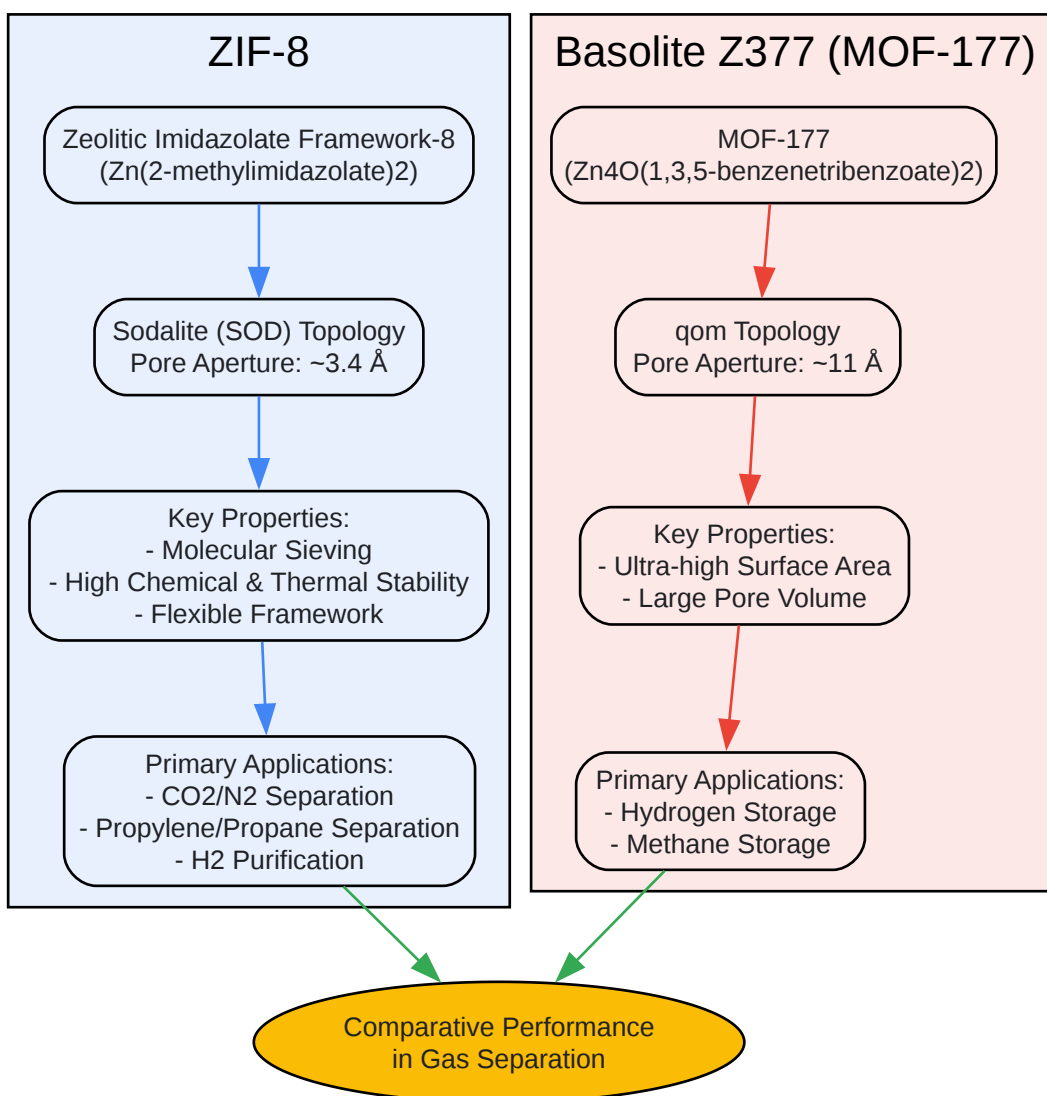 ZIF-8
Zeolitic Imidazolate Framework-8
(Zn(2-methylimidazolate)2)
Sodalite (SOD) Topology
Pore Aperture: ~3.4 Å
Key Properties:
- Molecular Sieving
- High Chemical & Thermal Stability
- Flexible Framework
Primary Applications:
- CO2/N2 Separation
- Propylene/Propane Separation
- H2 Purification
Basolite Z377 (MOF-177)
MOF-177
(Zn4O(1,3,5-benzenetribenzoate)2)
qom Topology
Pore Aperture: ~11 Å
Key Properties:
- Ultra-high Surface Area
- Large Pore Volume
Primary Applications:
- Hydrogen Storage
- Methane Storage
Comparative Performance
in Gas Separation